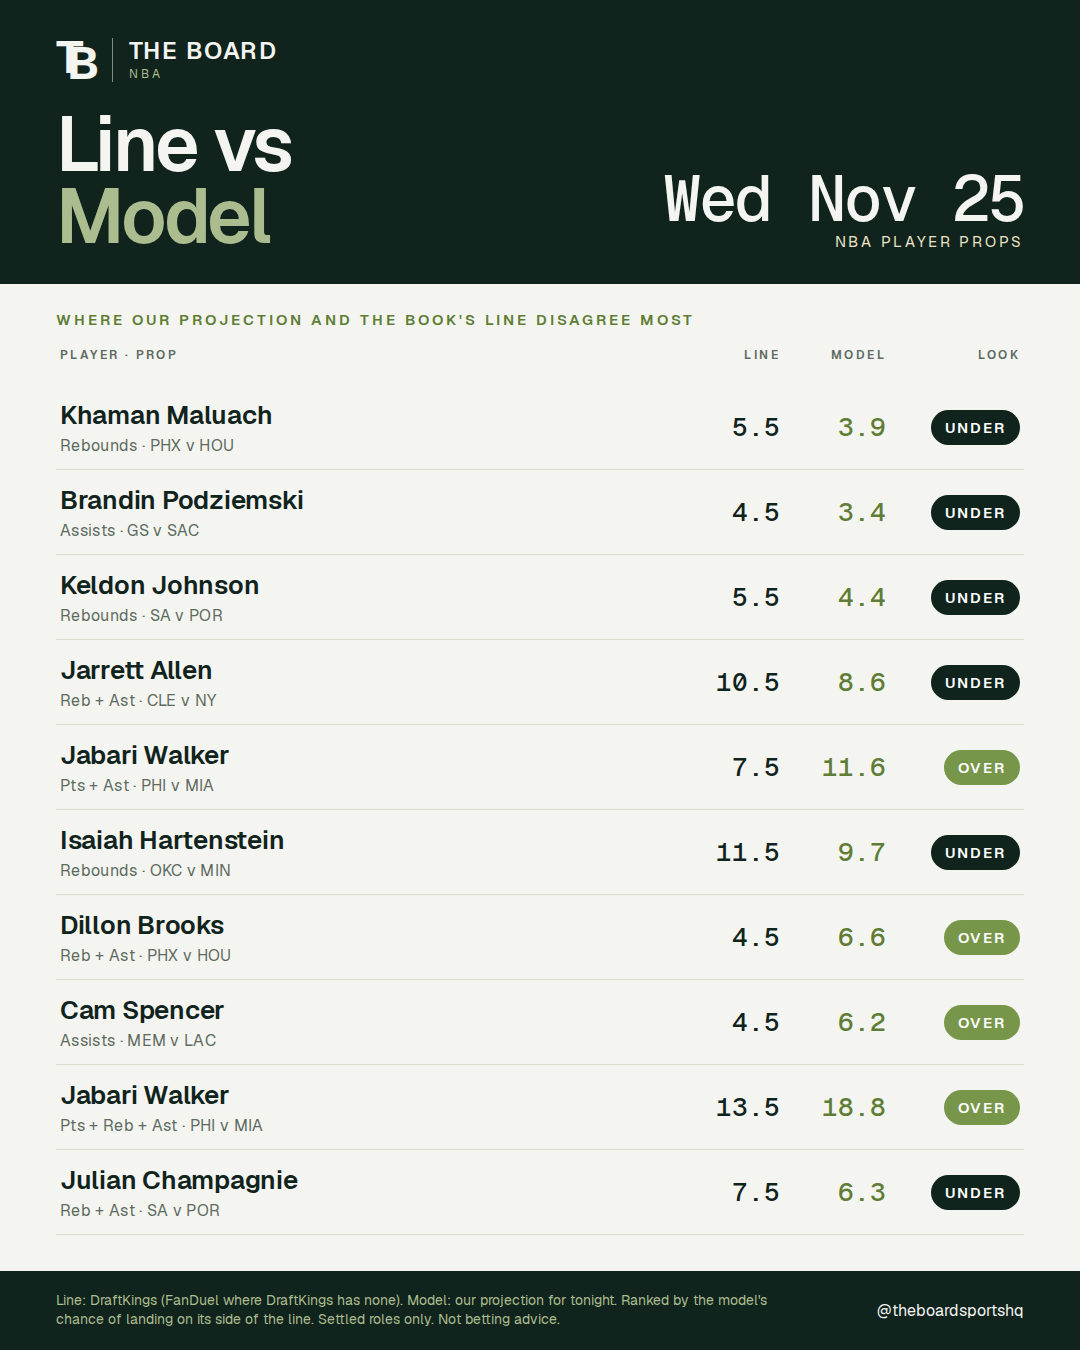 TB
THE BOARD
NBA
Line vs
Model
Wed Nov 25
NBA PLAYER PROPS
WHERE OUR PROJECTION AND THE BOOK'S LINE DISAGREE MOST
PLAYER · PROP LINE MODEL LOOK
Khaman Maluach
Rebounds · PHX v HOU
5.5 3.9 UNDER
Brandin Podziemski
Assists · GS v SAC
4.5 3.4 UNDER
Keldon Johnson
Rebounds · SA v POR
5.5 4.4 UNDER
Jarrett Allen
Reb + Ast · CLE v NY
10.5 8.6 UNDER
Jabari Walker
Pts + Ast · PHI v MIA
7.5 11.6 OVER
Isaiah Hartenstein
Rebounds · OKC v MIN
11.5 9.7 UNDER
Dillon Brooks
Reb + Ast · PHX v HOU
4.5 6.6 OVER
Cam Spencer
Assists · MEM v LAC
4.5 6.2 OVER
Jabari Walker
Pts + Reb + Ast · PHI v MIA
13.5 18.8 OVER
Julian Champagnie
Reb + Ast · SA v POR
7.5 6.3 UNDER
Line: DraftKings (FanDuel where DraftKings has none). Model: our projection for tonight. Ranked by the model's
chance of landing on its side of the line. Settled roles only. Not betting advice.
@theboardsportshq